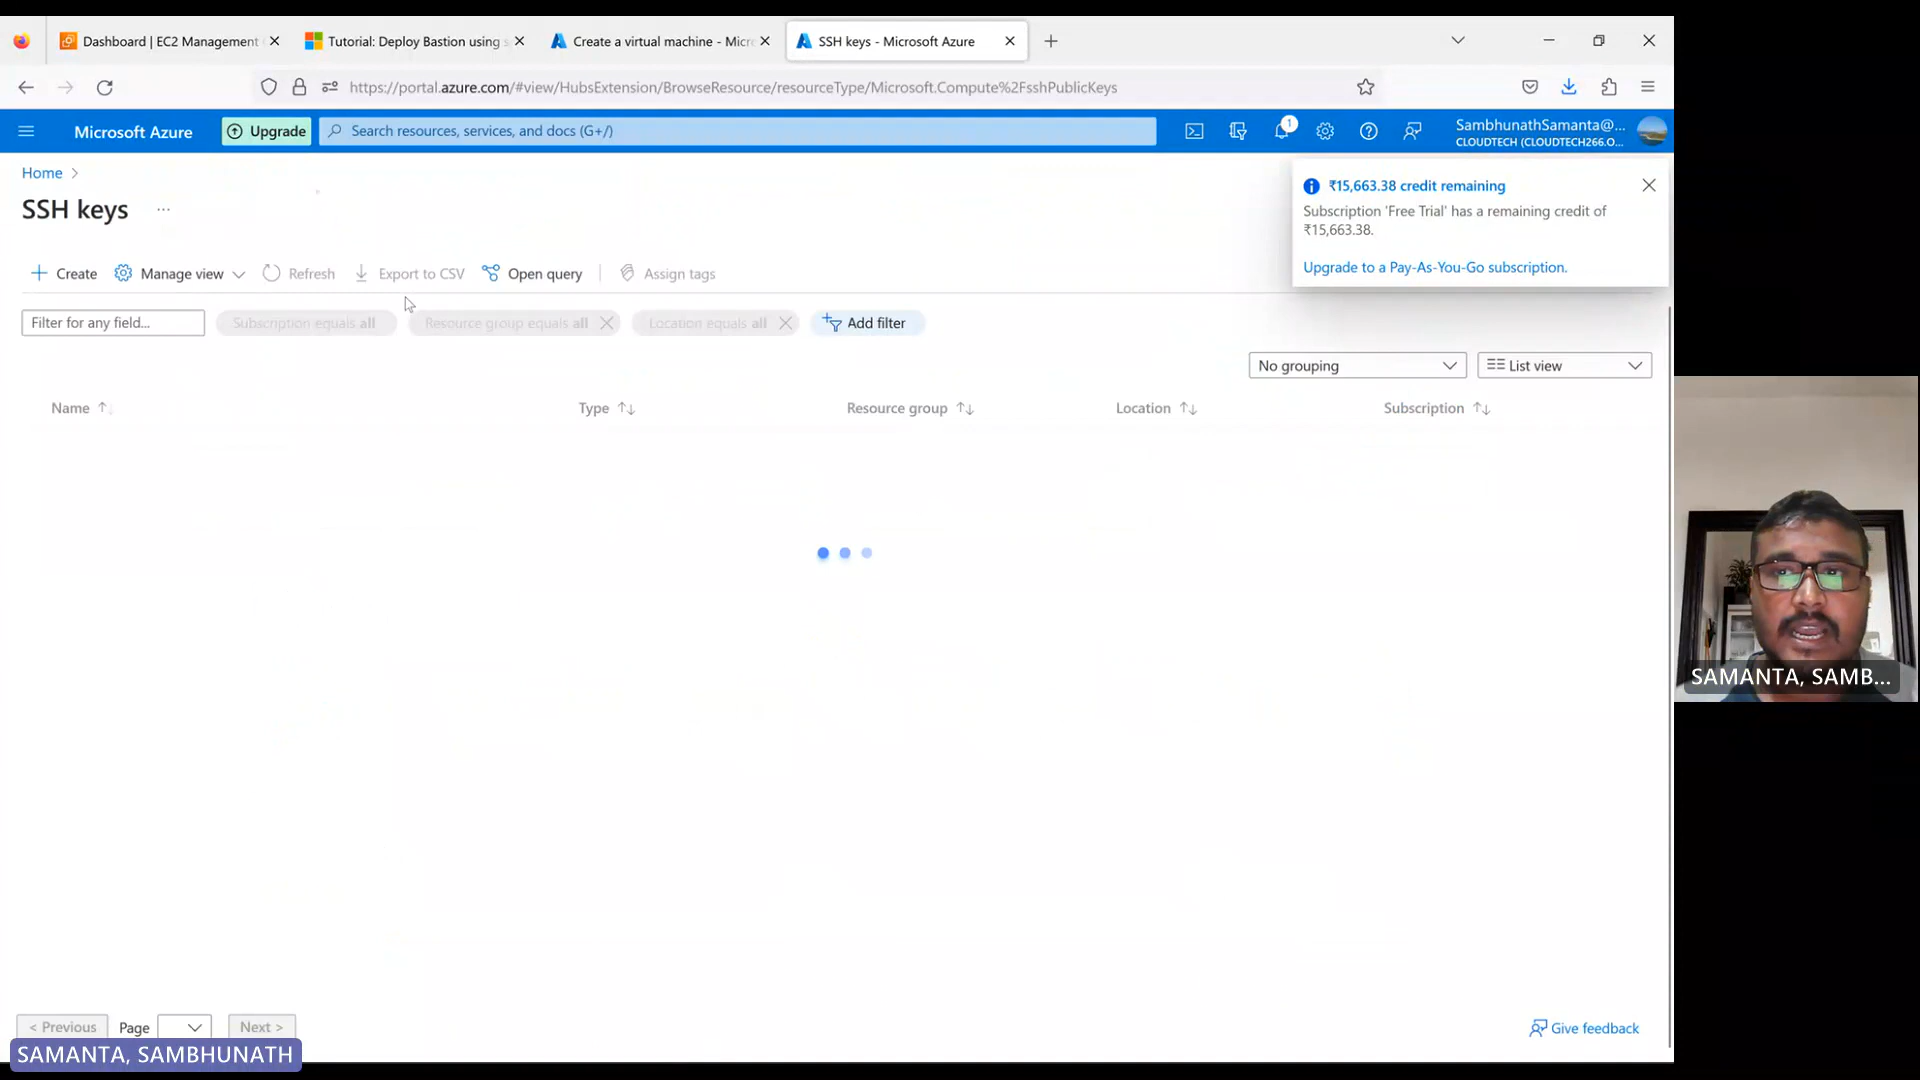 Dashboard | EC2 Management
Tutorial: Deploy Bastion using s
Create a virtual machine - Micr
SSH keys - Microsoft Azure
https://portal.azure.com/#view/HubsExtension/BrowseResource/resourceType/Microsoft.Compute%2FsshPublicKeys
Microsoft Azure
Upgrade
Search resources, services, and docs (G+/)
1
SambhunathSamanta@...
CLOUDTECH (CLOUDTECH266.O...
Home >
SSH keys
...
₹15,663.38 credit remaining
Subscription 'Free Trial' has a remaining credit of
₹15,663.38.
Upgrade to a Pay-As-You-Go subscription.
Create
Manage view
Refresh
Export to CSV
Open query
Assign tags
Filter for any field...
Subscription equals all
Resource group equals all
Location equals all
Add filter
No grouping
List view
Name
Type
Resource group
Location
Subscription
SAMANTA, SAMB...
< Previous
Page
Next >
Give feedback
SAMANTA, SAMBHUNATH